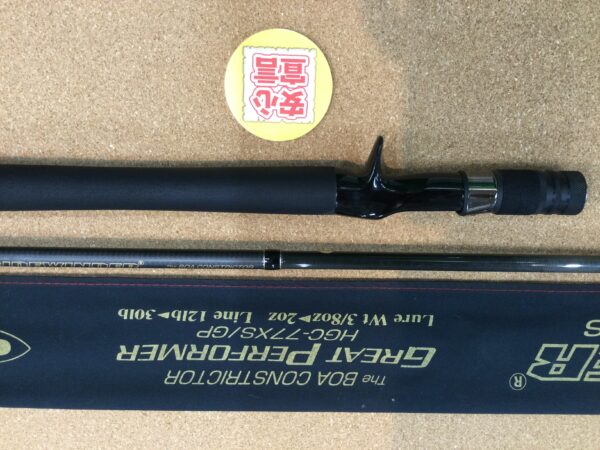 安心
宣言
The BOA CONSTRICTOR
GREAT PERFORMER
HGC-77XS/GP
Lure Wt 3/8oz▶2oz Line 12lb▶30lb
®